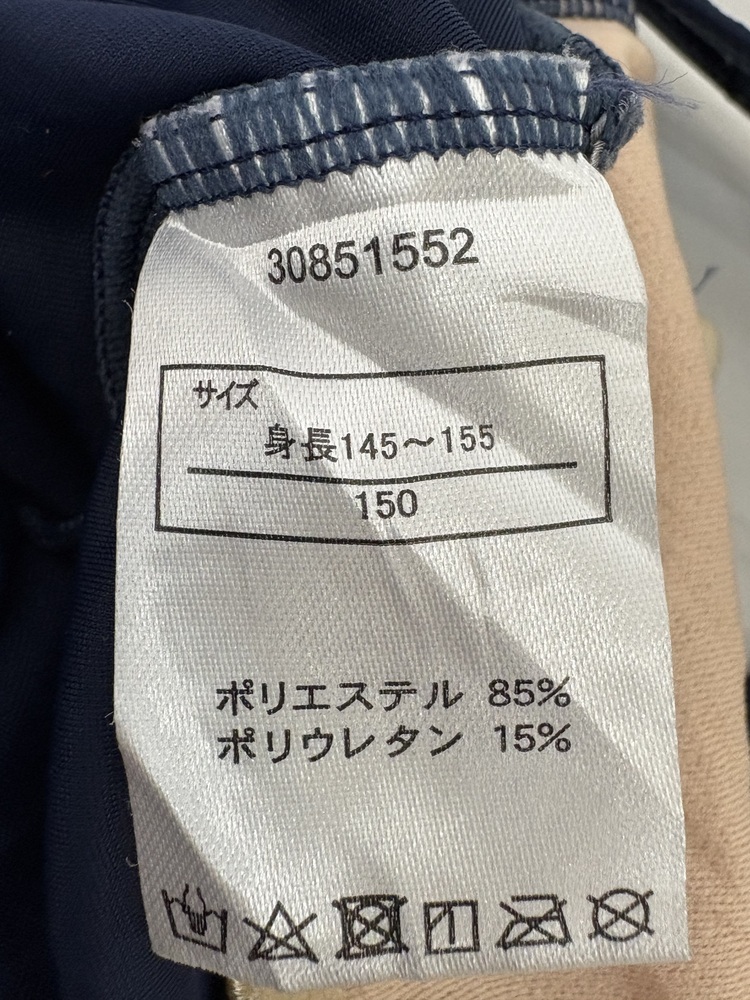 30851552
サイズ
身長145～155
150
ポリエステル 85%
ポリウレタン 15%